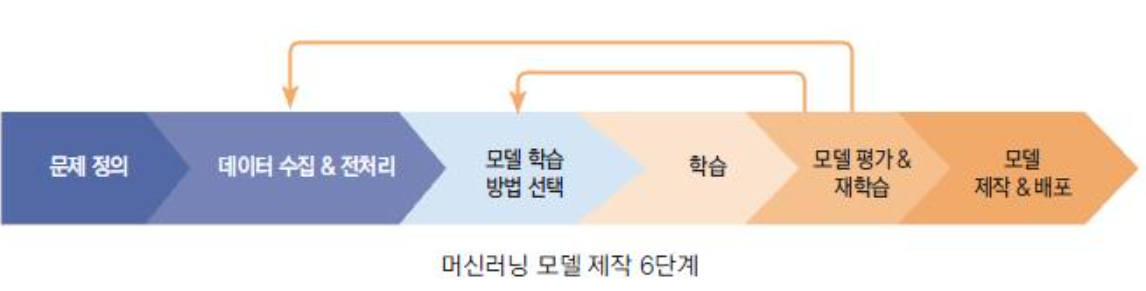 문제 정의
데이터 수집 & 전처리
모델 학습
방법 선택
학습
모델 평가 &
재학습
모델
제작 & 배포
머신러닝 모델 제작 6단계